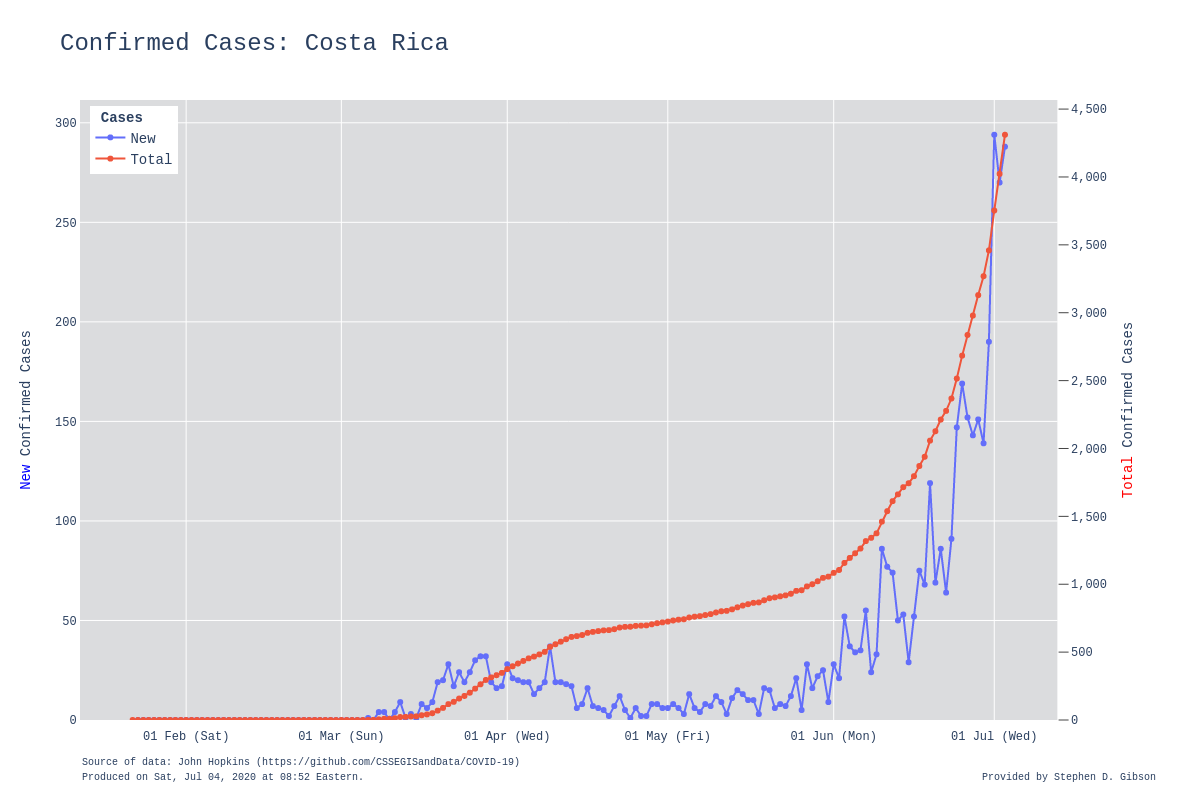 Confirmed Cases: Costa Rica
Cases
New
Total
300
250
200
150
100
50
0
4,500
4,000
3,500
3,000
2,500
2,000
1,500
1,000
500
0
New Confirmed Cases
Total Confirmed Cases
01 Feb (Sat) 01 Mar (Sun) 01 Apr (Wed) 01 May (Fri) 01 Jun (Mon) 01 Jul (Wed)
Source of data: John Hopkins (https://github.com/CSSEGISandData/COVID-19)
Produced on Sat, Jul 04, 2020 at 08:52 Eastern.
Provided by Stephen D. Gibson